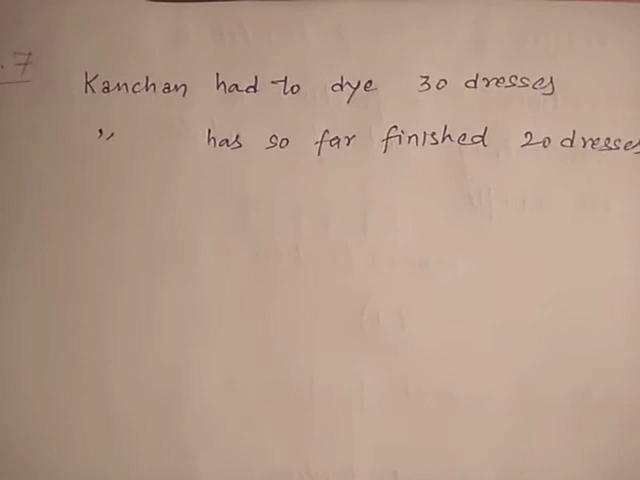 .7
Kanchan had to dye 30 dresses
,, has so far finished 20 dresses